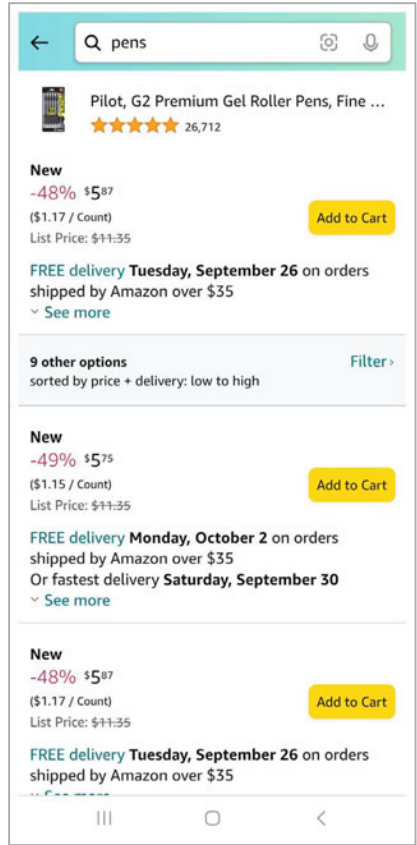 pens
Pilot, G2 Premium Gel Roller Pens, Fine ...
26,712
New
-48% $587
($1.17 / Count)
Add to Cart
List Price: $11.35
FREE delivery Tuesday, September 26 on orders
shipped by Amazon over $35
See more
9 other options
Filter
sorted by price + delivery: low to high
New
-49% $575
($1.15 / Count)
Add to Cart
List Price: $11.35
FREE delivery Monday, October 2 on orders
shipped by Amazon over $35
Or fastest delivery Saturday, September 30
See more
New
-48% $587
($1.17 / Count)
Add to Cart
List Price: $11.35
FREE delivery Tuesday, September 26 on orders
shipped by Amazon over $35
See more